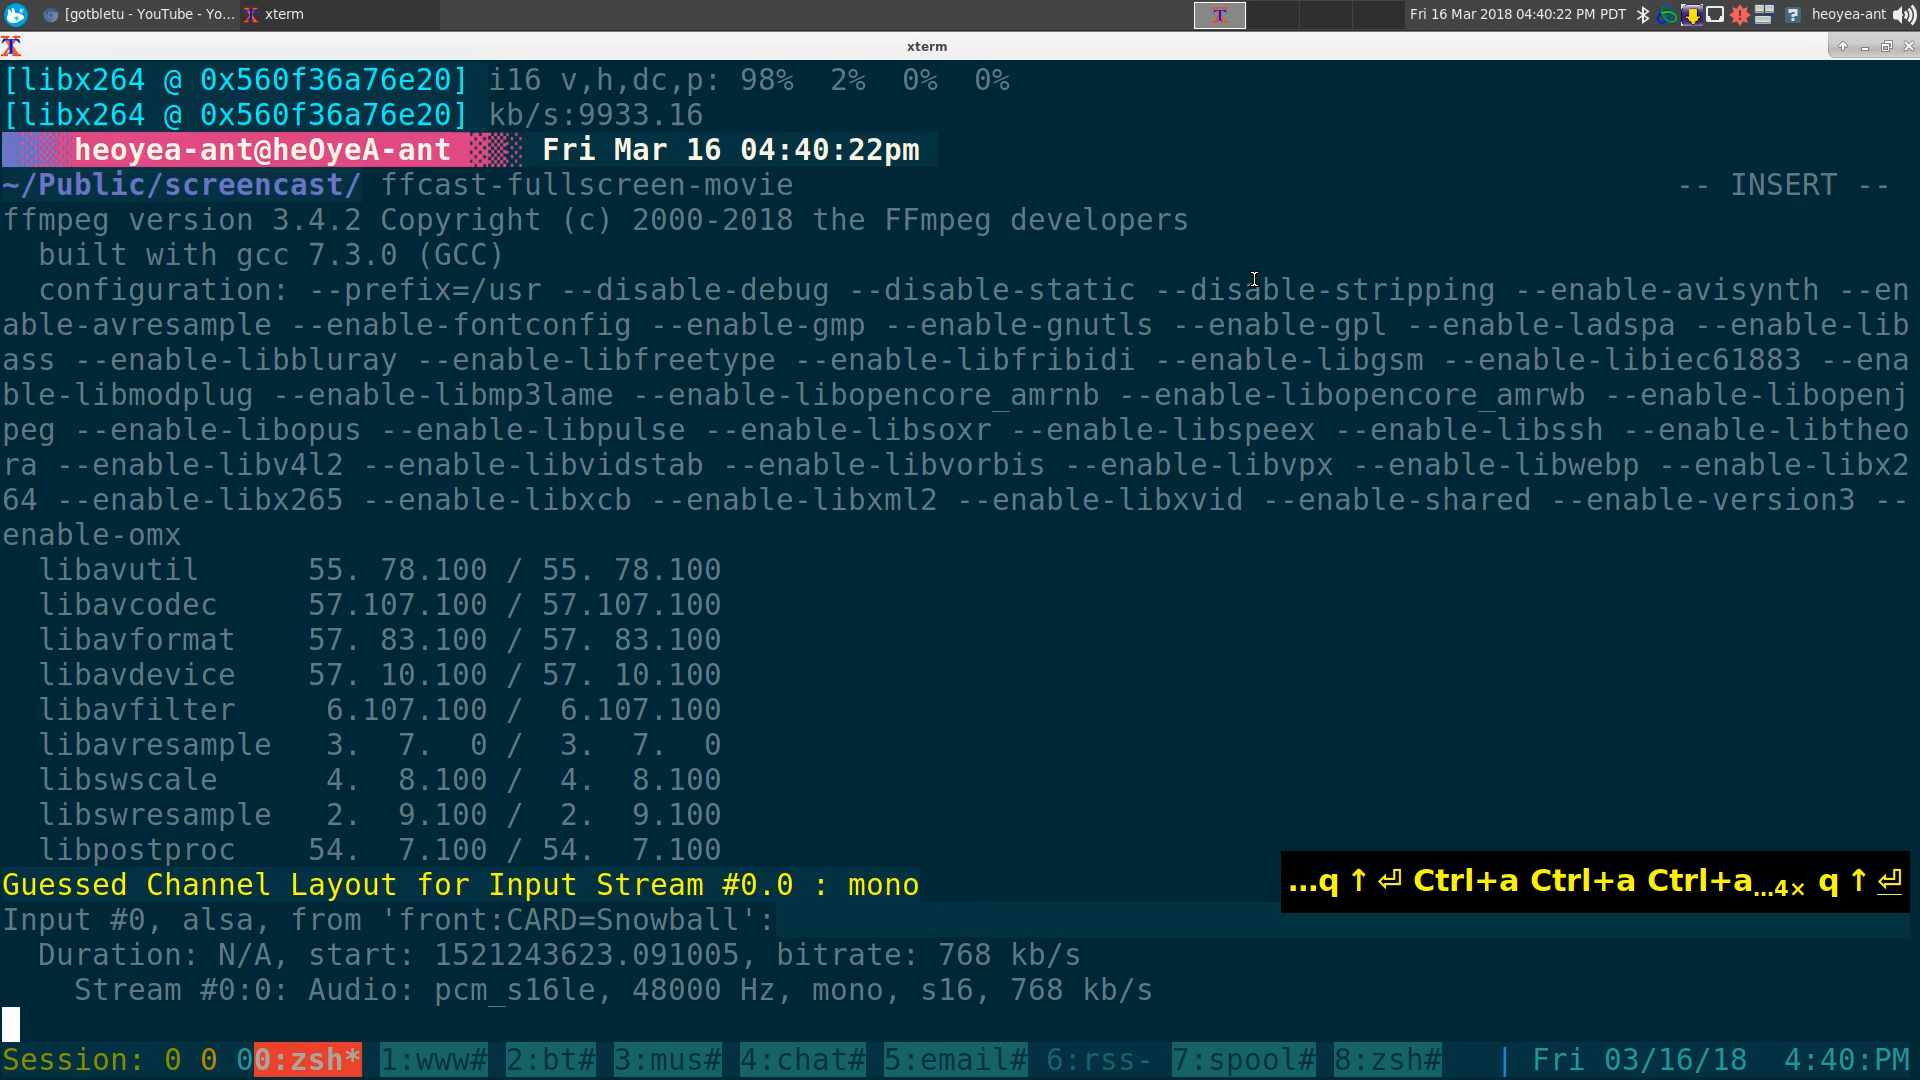 [gotbletu - YouTube - Yo... xterm Fri 16 Mar 2018 04:40:22 PM PDT heoyea-ant
xterm
[libx264 @ 0x560f36a76e20] i16 v,h,dc,p: 98% 2% 0% 0%
[libx264 @ 0x560f36a76e20] kb/s:9933.16
heoyea-ant@heOyeA-ant Fri Mar 16 04:40:22pm
~/Public/screencast/ ffcast-fullscreen-movie -- INSERT --
ffmpeg version 3.4.2 Copyright (c) 2000-2018 the FFmpeg developers
built with gcc 7.3.0 (GCC)
configuration: --prefix=/usr --disable-debug --disable-static --disable-stripping --enable-avisynth --en
able-avresample --enable-fontconfig --enable-gmp --enable-gnutls --enable-gpl --enable-ladspa --enable-lib
ass --enable-libbluray --enable-libfreetype --enable-libfribidi --enable-libgsm --enable-libiec61883 --ena
ble-libmodplug --enable-libmp3lame --enable-libopencore_amrnb --enable-libopencore_amrwb --enable-libopenj
peg --enable-libopus --enable-libpulse --enable-libsoxr --enable-libspeex --enable-libssh --enable-libtheo
ra --enable-libv4l2 --enable-libvidstab --enable-libvorbis --enable-libvpx --enable-libwebp --enable-libx2
64 --enable-libx265 --enable-libxcb --enable-libxml2 --enable-libxvid --enable-shared --enable-version3 --
enable-omx
libavutil 55. 78.100 / 55. 78.100
libavcodec 57.107.100 / 57.107.100
libavformat 57. 83.100 / 57. 83.100
libavdevice 57. 10.100 / 57. 10.100
libavfilter 6.107.100 / 6.107.100
libavresample 3. 7. 0 / 3. 7. 0
libswscale 4. 8.100 / 4. 8.100
libswresample 2. 9.100 / 2. 9.100
libpostproc 54. 7.100 / 54. 7.100
Guessed Channel Layout for Input Stream #0.0 : mono
...q ↑ ⏎ Ctrl+a Ctrl+a Ctrl+a...4× q ↑ ⏎
Input #0, alsa, from 'front:CARD=Snowball':
Duration: N/A, start: 1521243623.091005, bitrate: 768 kb/s
Stream #0:0: Audio: pcm_s16le, 48000 Hz, mono, s16, 768 kb/s
Session: 0 0 00:zsh* 1:www# 2:bt# 3:mus# 4:chat# 5:email# 6:rss- 7:spool# 8:zsh# | Fri 03/16/18 4:40:PM